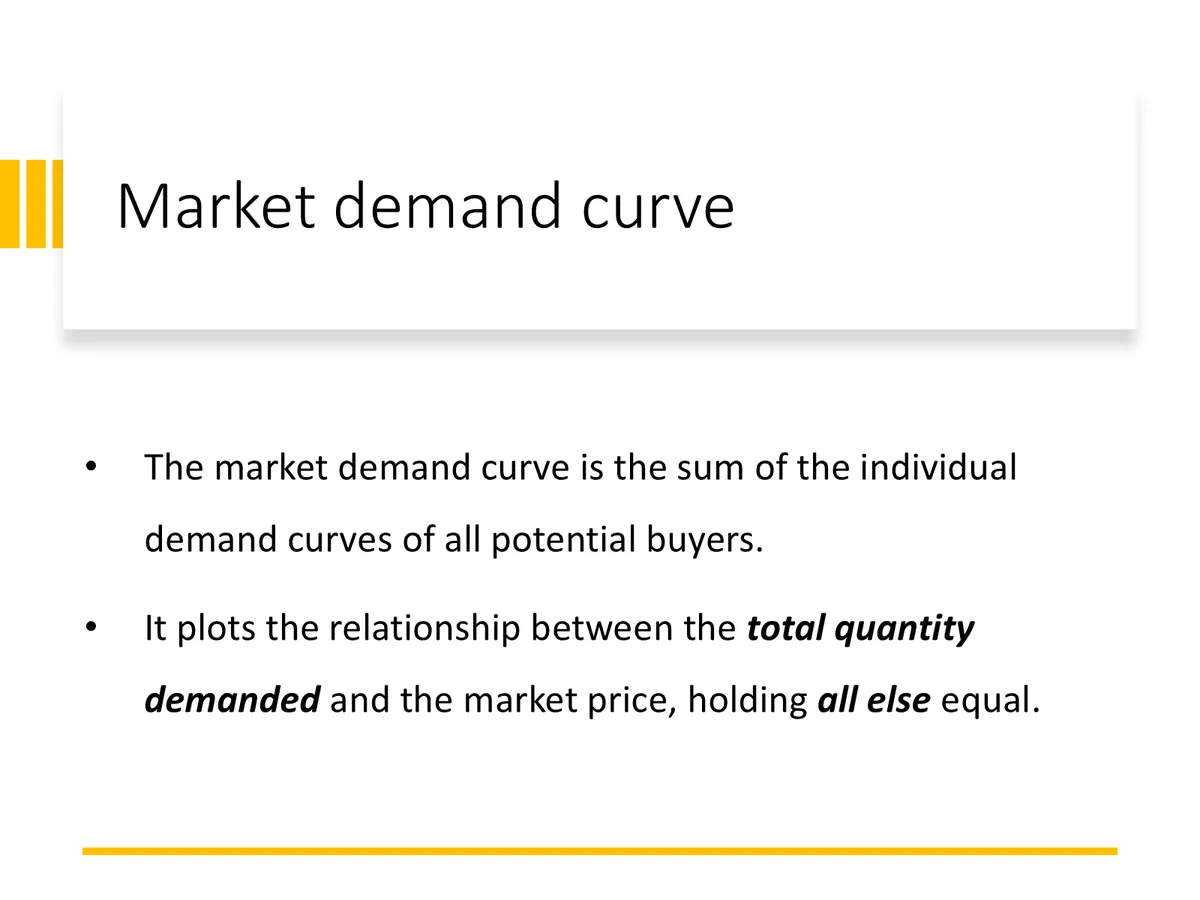 Market demand curve
• The market demand curve is the sum of the individual
demand curves of all potential buyers.
• It plots the relationship between the total quantity
demanded and the market price, holding all else equal.